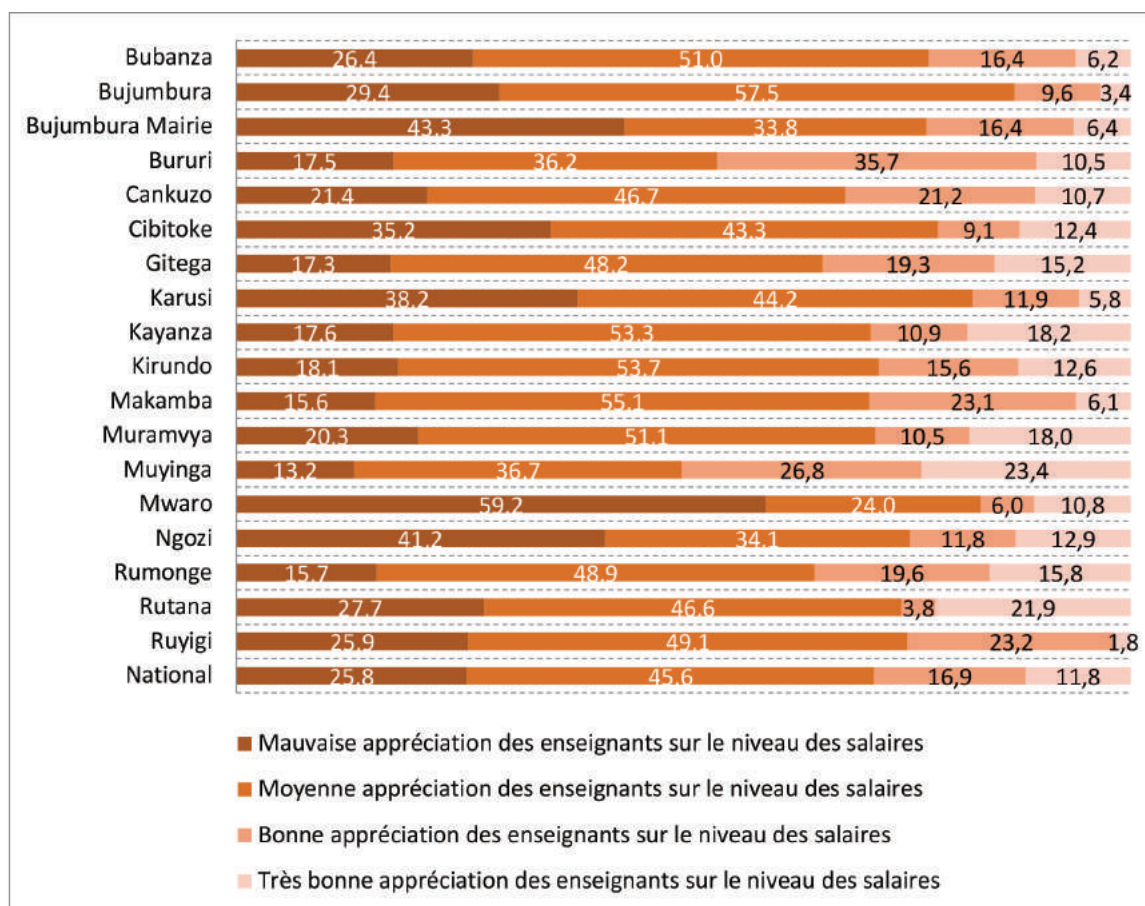 Bubanza 26.4 51.0 16,4 6,2
Bujumbura 29.4 57.5 9,6 3,4
Bujumbura Mairie 43.3 33.8 16,4 6,4
Bururi 17.5 36.2 35,7 10,5
Cankuzo 21.4 46.7 21,2 10,7
Cibitoke 35.2 43.3 9,1 12,4
Gitega 17.3 48.2 19,3 15,2
Karusi 38.2 44.2 11,9 5,8
Kayanza 17.6 53.3 10,9 18,2
Kirundo 18.1 53.7 15,6 12,6
Makamba 15.6 55.1 23,1 6,1
Muramvya 20.3 51.1 10,5 18,0
Muyinga 13.2 36.7 26,8 23,4
Mwaro 59.2 24.0 6,0 10,8
Ngozi 41.2 34.1 11,8 12,9
Rumonge 15.7 48.9 19,6 15,8
Rutana 27.7 46.6 3,8 21,9
Ruyigi 25.9 49.1 23,2 1,8
National 25.8 45.6 16,9 11,8
Mauvaise appréciation des enseignants sur le niveau des salaires
Moyenne appréciation des enseignants sur le niveau des salaires
Bonne appréciation des enseignants sur le niveau des salaires
Très bonne appréciation des enseignants sur le niveau des salaires